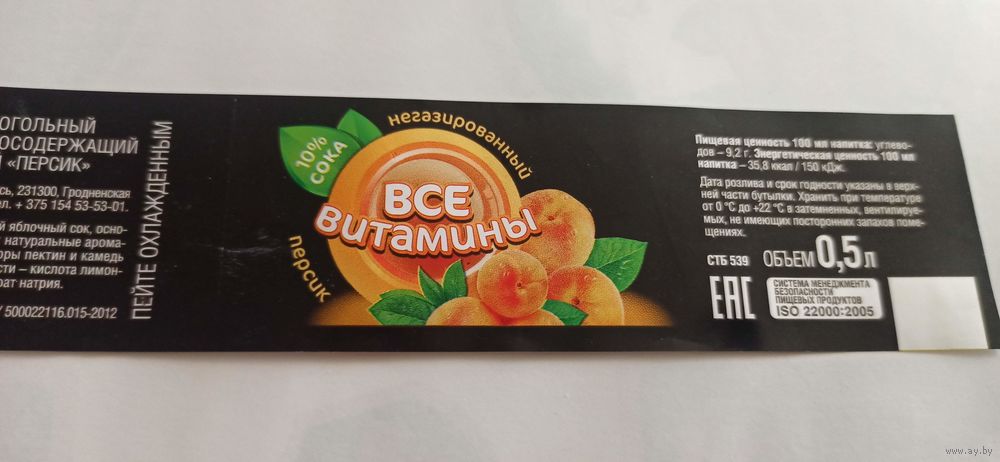 ОГОЛЬНЫЙ
ОСОДЕРЖАЩИЙ
«ПЕРСИК»
сь, 231300, Гродненская
ел. + 375 154 53-53-01.
й яблочный сок, осно-
натуральные арома-
оры пектин и камедь
сти – кислота лимон-
рат натрия.
500022116.015-2012
ПЕЙТЕ ОХЛАЖДЕННЫМ
10%
СОКА
негазированный
ВСЕ
витамины
персик
Пищевая ценность 100 мл напитка: углево-
дов – 9,2 г. Энергетическая ценность 100 мл
напитка – 35,8 ккал / 150 кДж.
Дата розлива и срок годности указаны в верх-
ней части бутылки. Хранить при температуре
от 0 °С до +22 °С в затемненных, вентилируе-
мых, не имеющих посторонних запахов поме-
щениях.
СТБ 539 ОБЪЕМ 0,5 л
ЕАС
СИСТЕМА МЕНЕДЖМЕНТА
БЕЗОПАСНОСТИ
ПИЩЕВЫХ ПРОДУКТОВ
ISO 22000:2005
www.ay.by